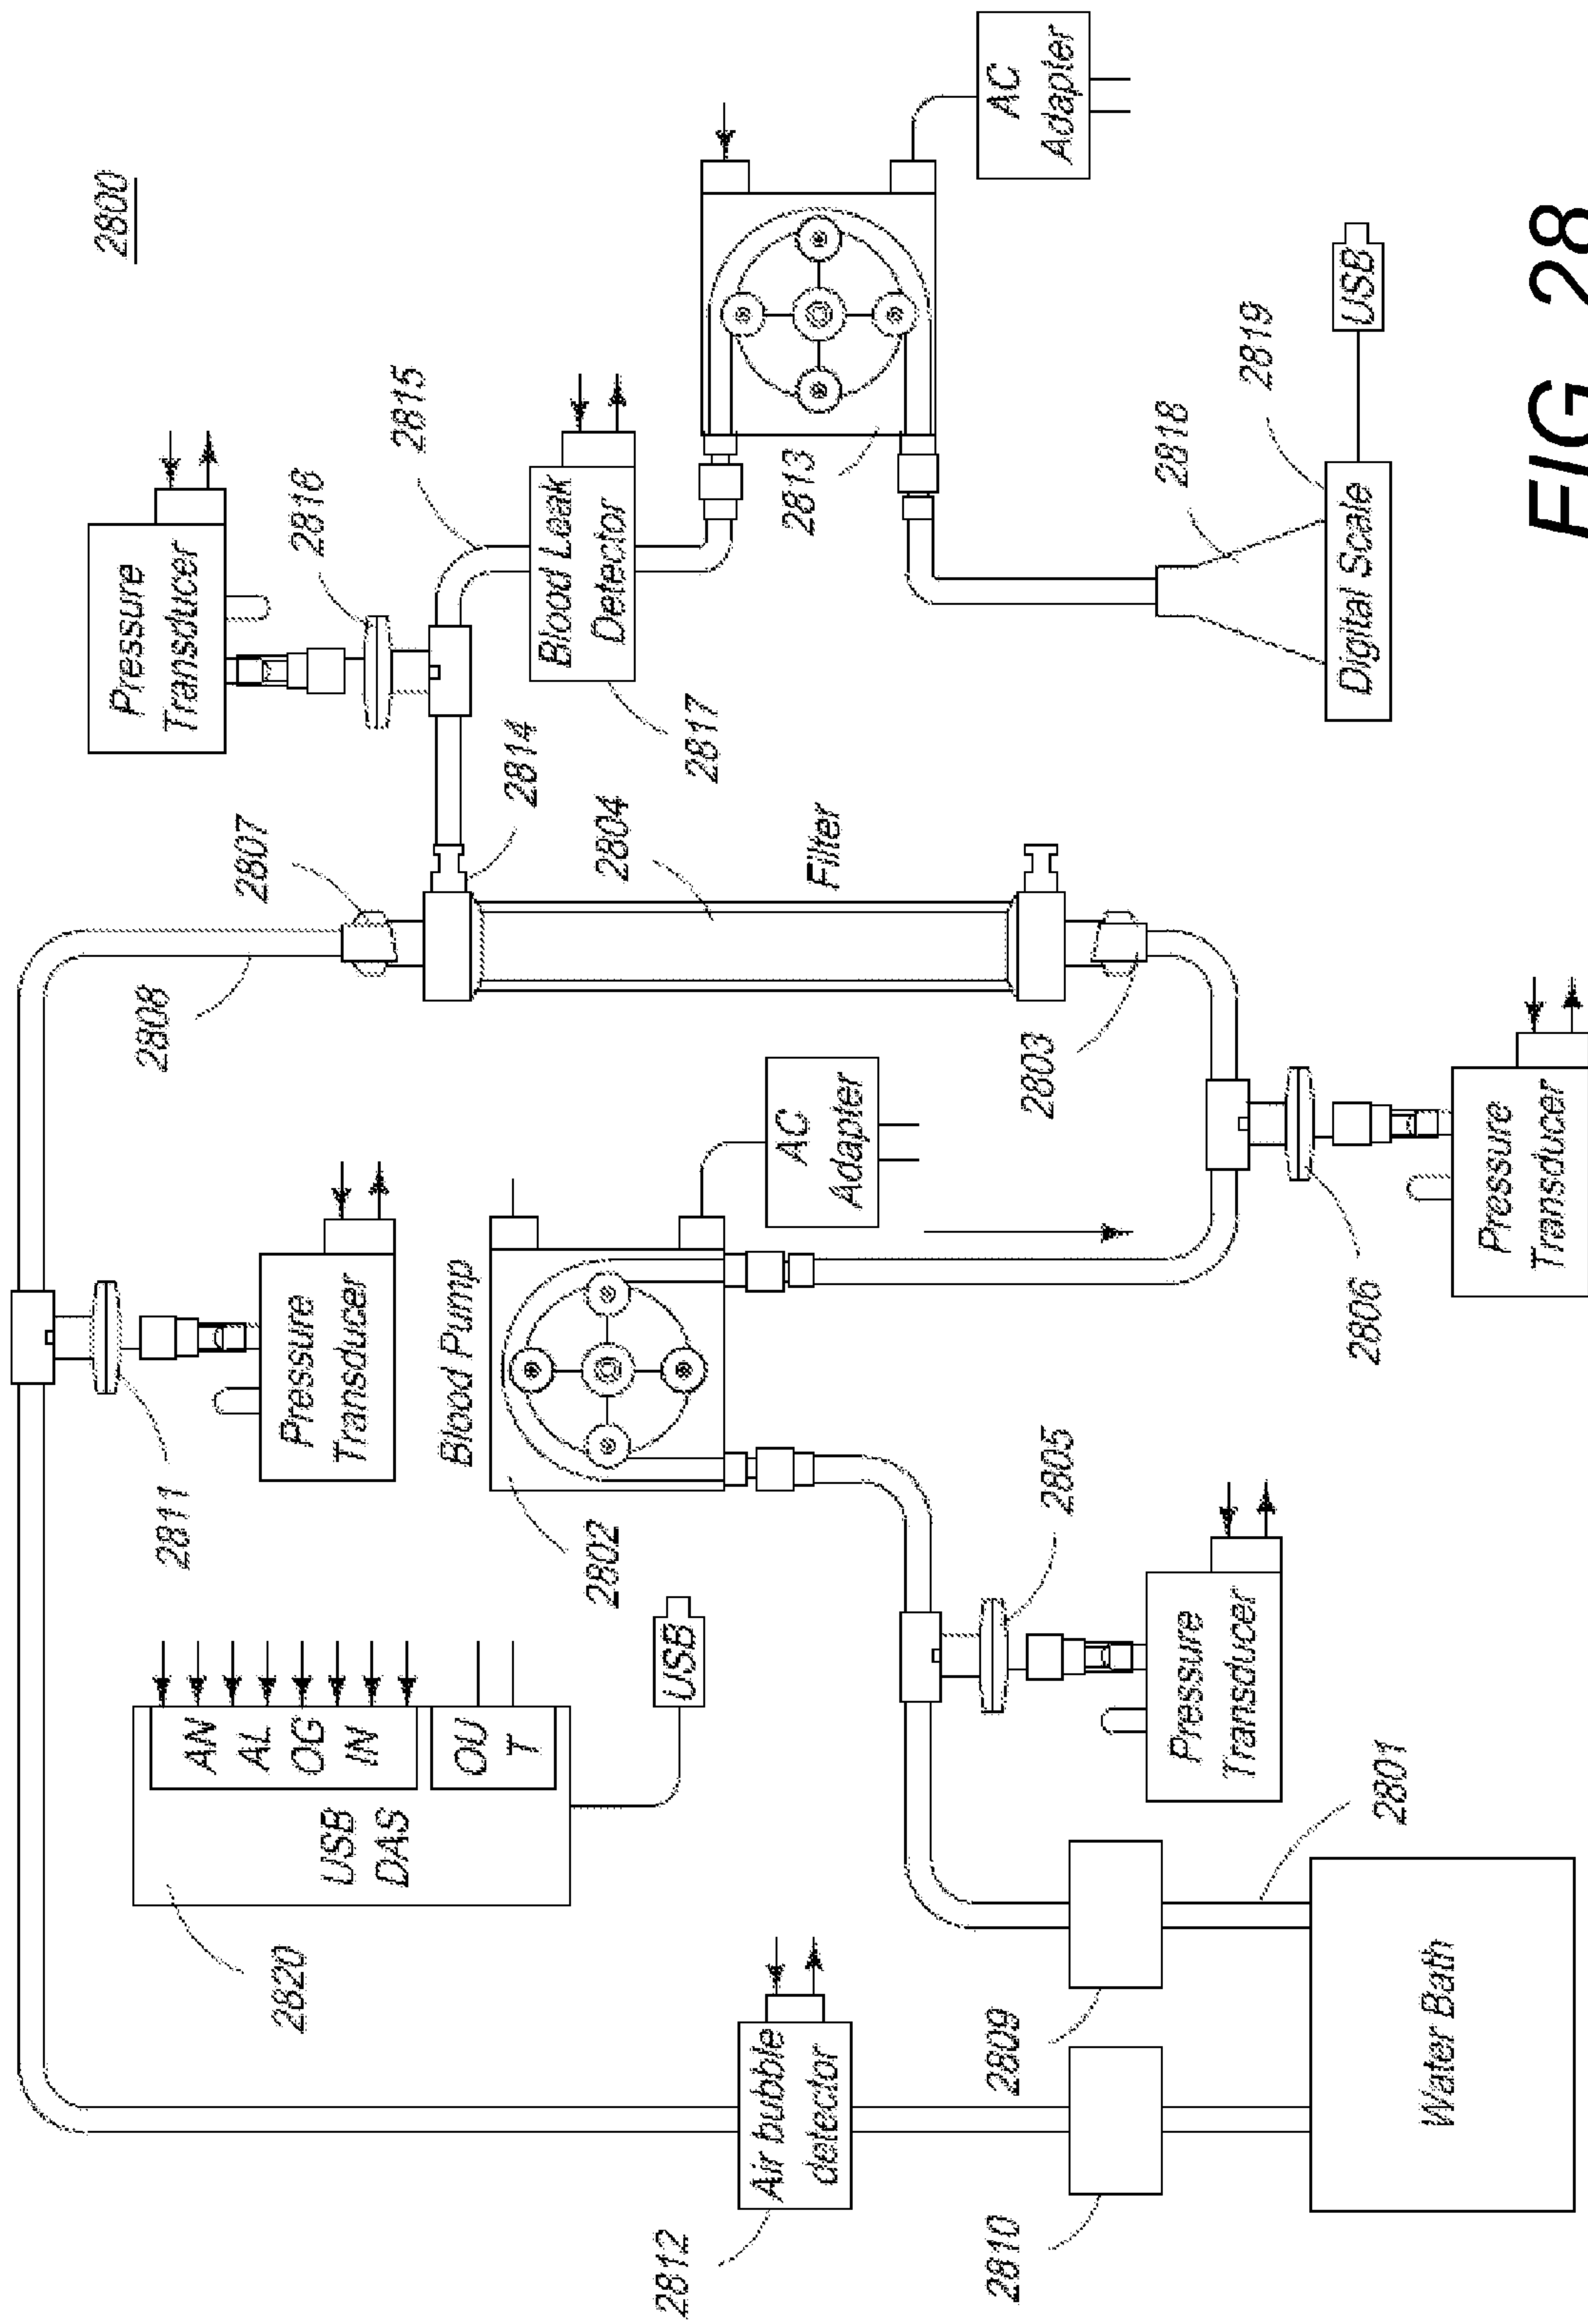 2800
2820
AN
AL
OG
IN
USB
DAS
OU
T
USB
2811
Pressure
Transducer
2808
2807
Pressure
Transducer
2816
2815
2814
Blood Leak
Detector
2817
Blood Pump
2802
AC
Adapter
2804
Filter
2813
AC
Adapter
2812
Air bubble
detector
2810
2809
2805
Pressure
Transducer
2803
2818
2819
USB
Digital Scale
2801
Water Bath
2806
Pressure
Transducer
FIG. 28